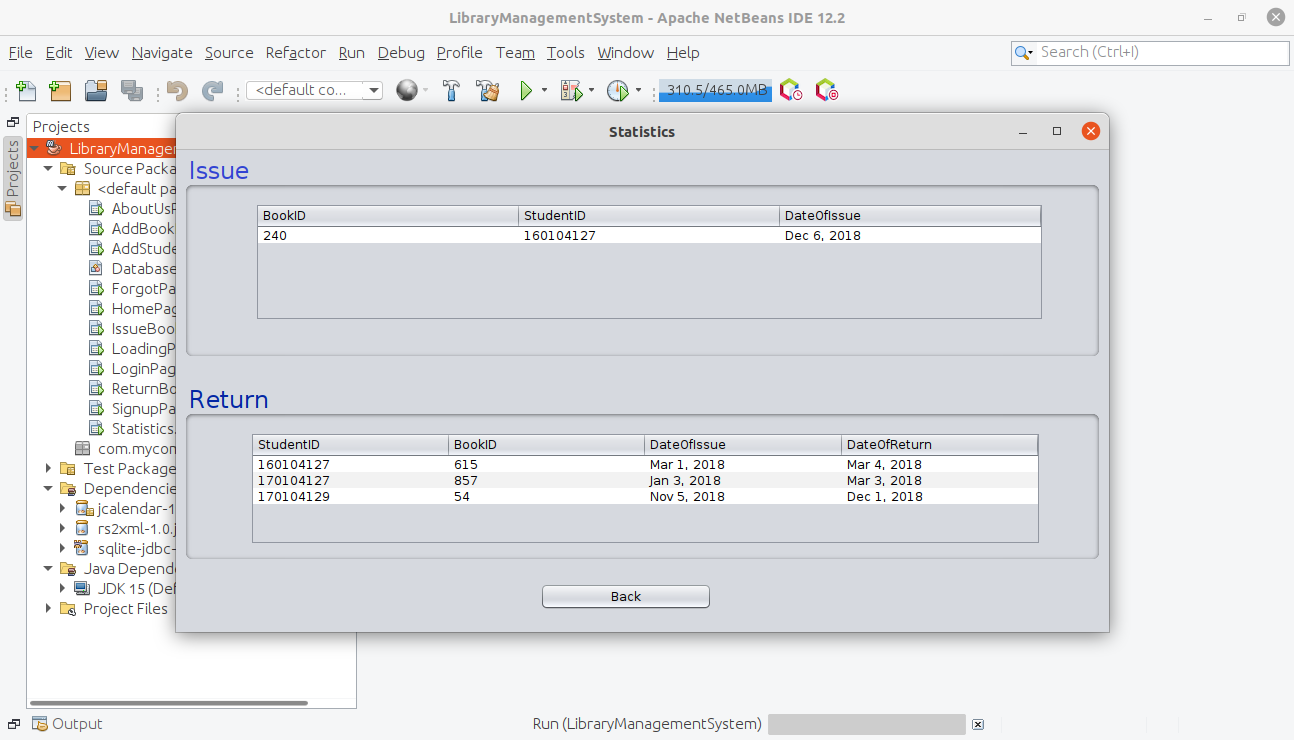 LibraryManagementSystem - Apache NetBeans IDE 12.2
File Edit View Navigate Source Refactor Run Debug Profile Team Tools Window Help
Search (Ctrl+I)
<default co...
310.5/465.0MB
Projects
Projects
LibraryManager
Source Packa
<default pa
AboutUsP
AddBook
AddStude
Database
ForgotPa
HomePag
IssueBoo
LoadingP
LoginPag
ReturnBo
SignupPa
Statistics.
com.mycom
Test Package
Dependencie
jcalendar-1
rs2xml-1.0.j
sqlite-jdbc-
Java Depend
JDK 15 (Def
Project Files
Statistics
Issue
BookID StudentID DateOfIssue
240 160104127 Dec 6, 2018
Return
StudentID BookID DateOfIssue DateOfReturn
160104127 615 Mar 1, 2018 Mar 4, 2018
170104127 857 Jan 3, 2018 Mar 3, 2018
170104129 54 Nov 5, 2018 Dec 1, 2018
Back
Output
Run (LibraryManagementSystem)